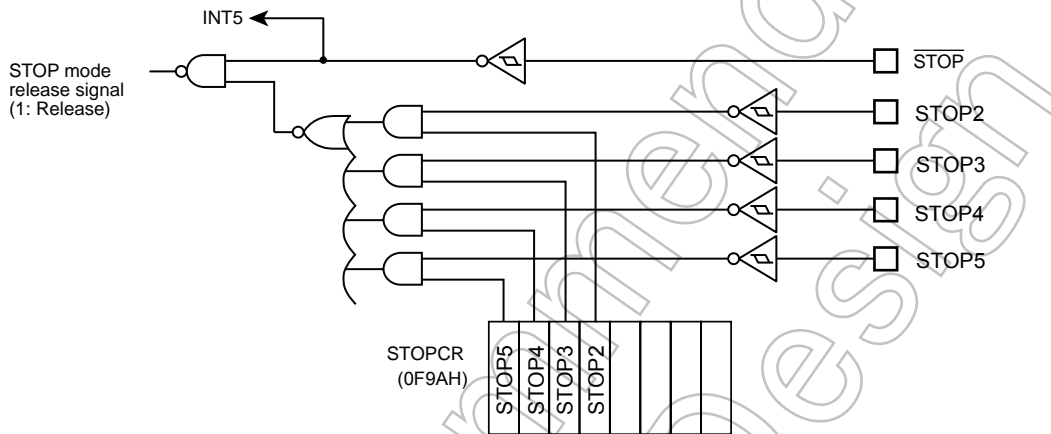 INT5
STOP
STOP mode
release signal
(1: Release)
STOP2
STOP3
STOP4
STOP5
STOPCR
(0F9AH)
STOP5
STOP4
STOP3
STOP2